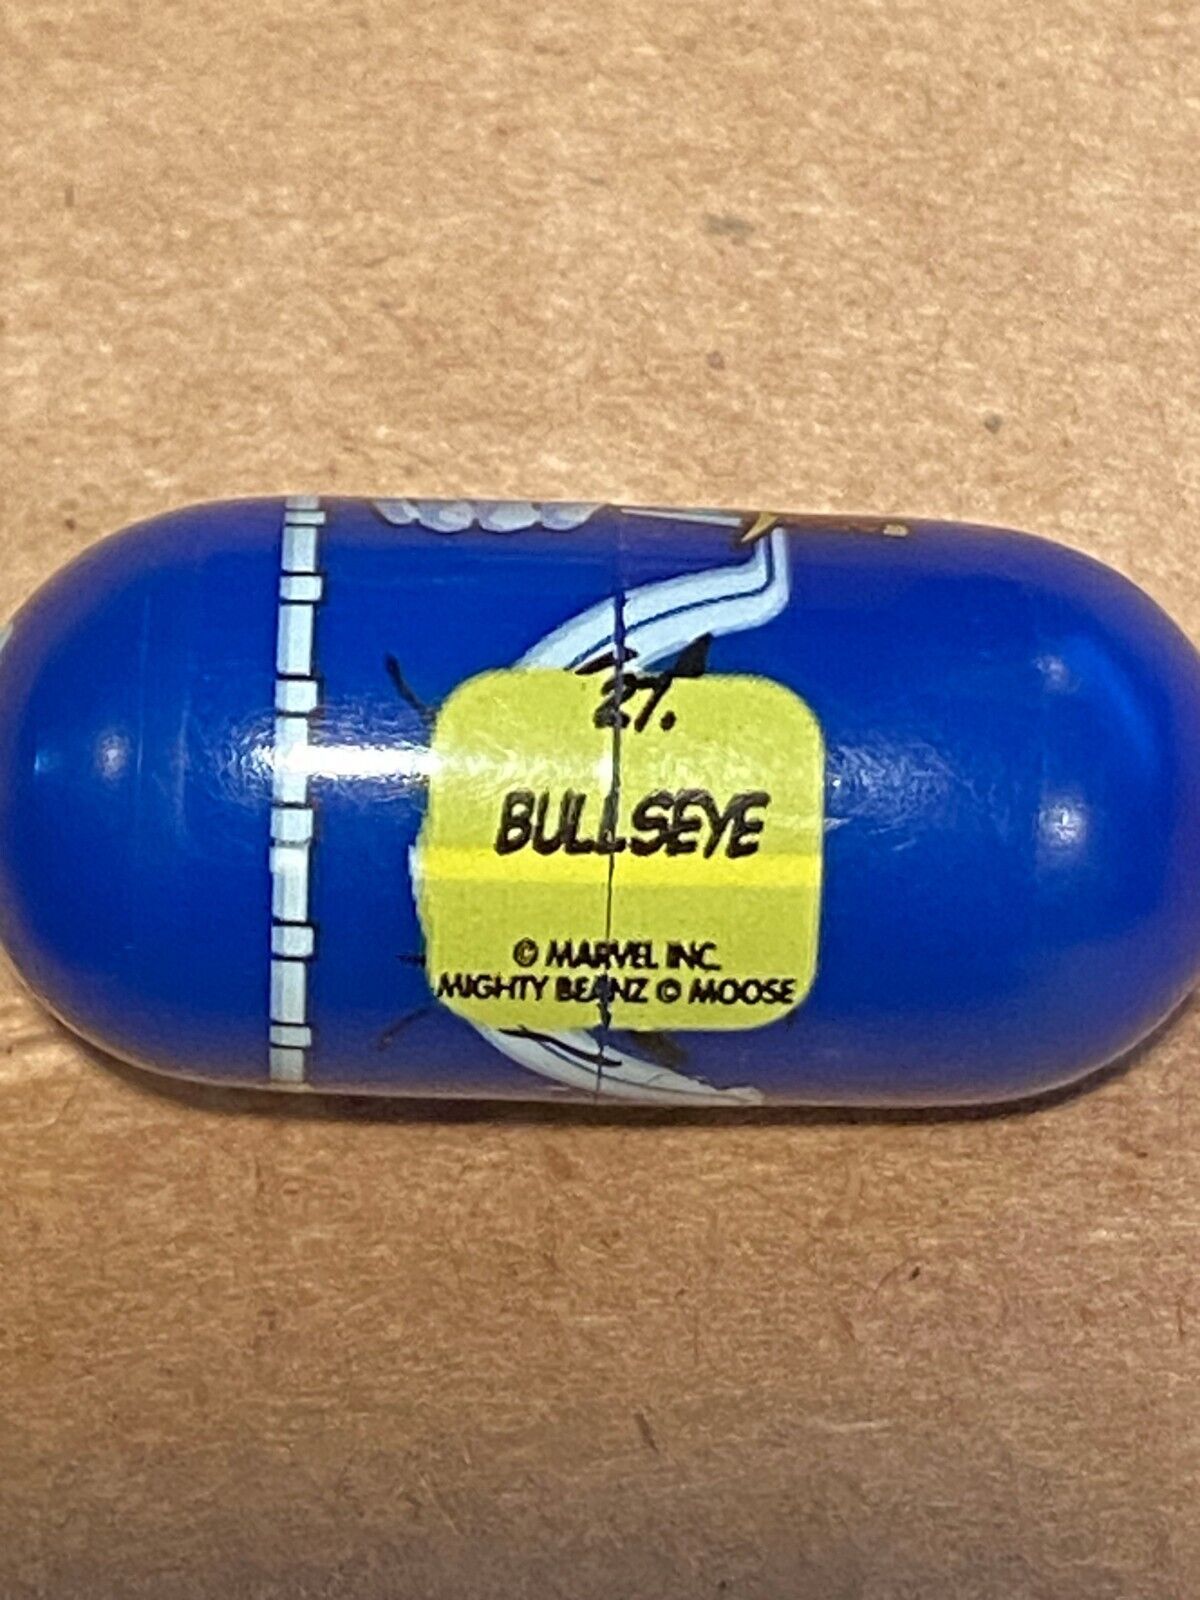 27.
BULLSEYE
© MARVEL INC.
MIGHTY BEANZ © MOOSE